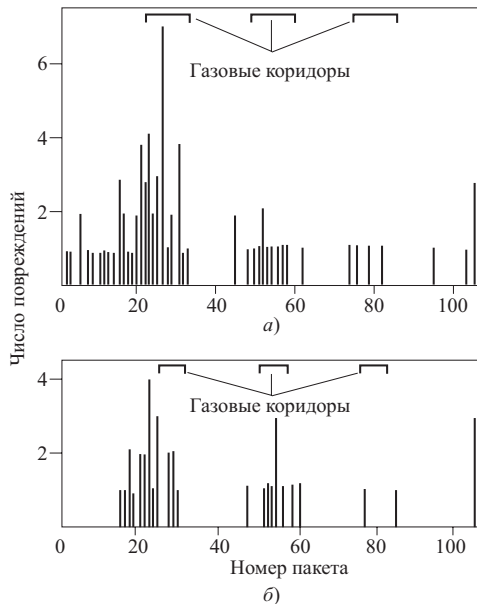 6
Газовые коридоры
4
2
0 20 40 60 80 100
а)
Число повреждений
4
Газовые коридоры
2
0 20 40 60 80 100
Номер пакета
б)